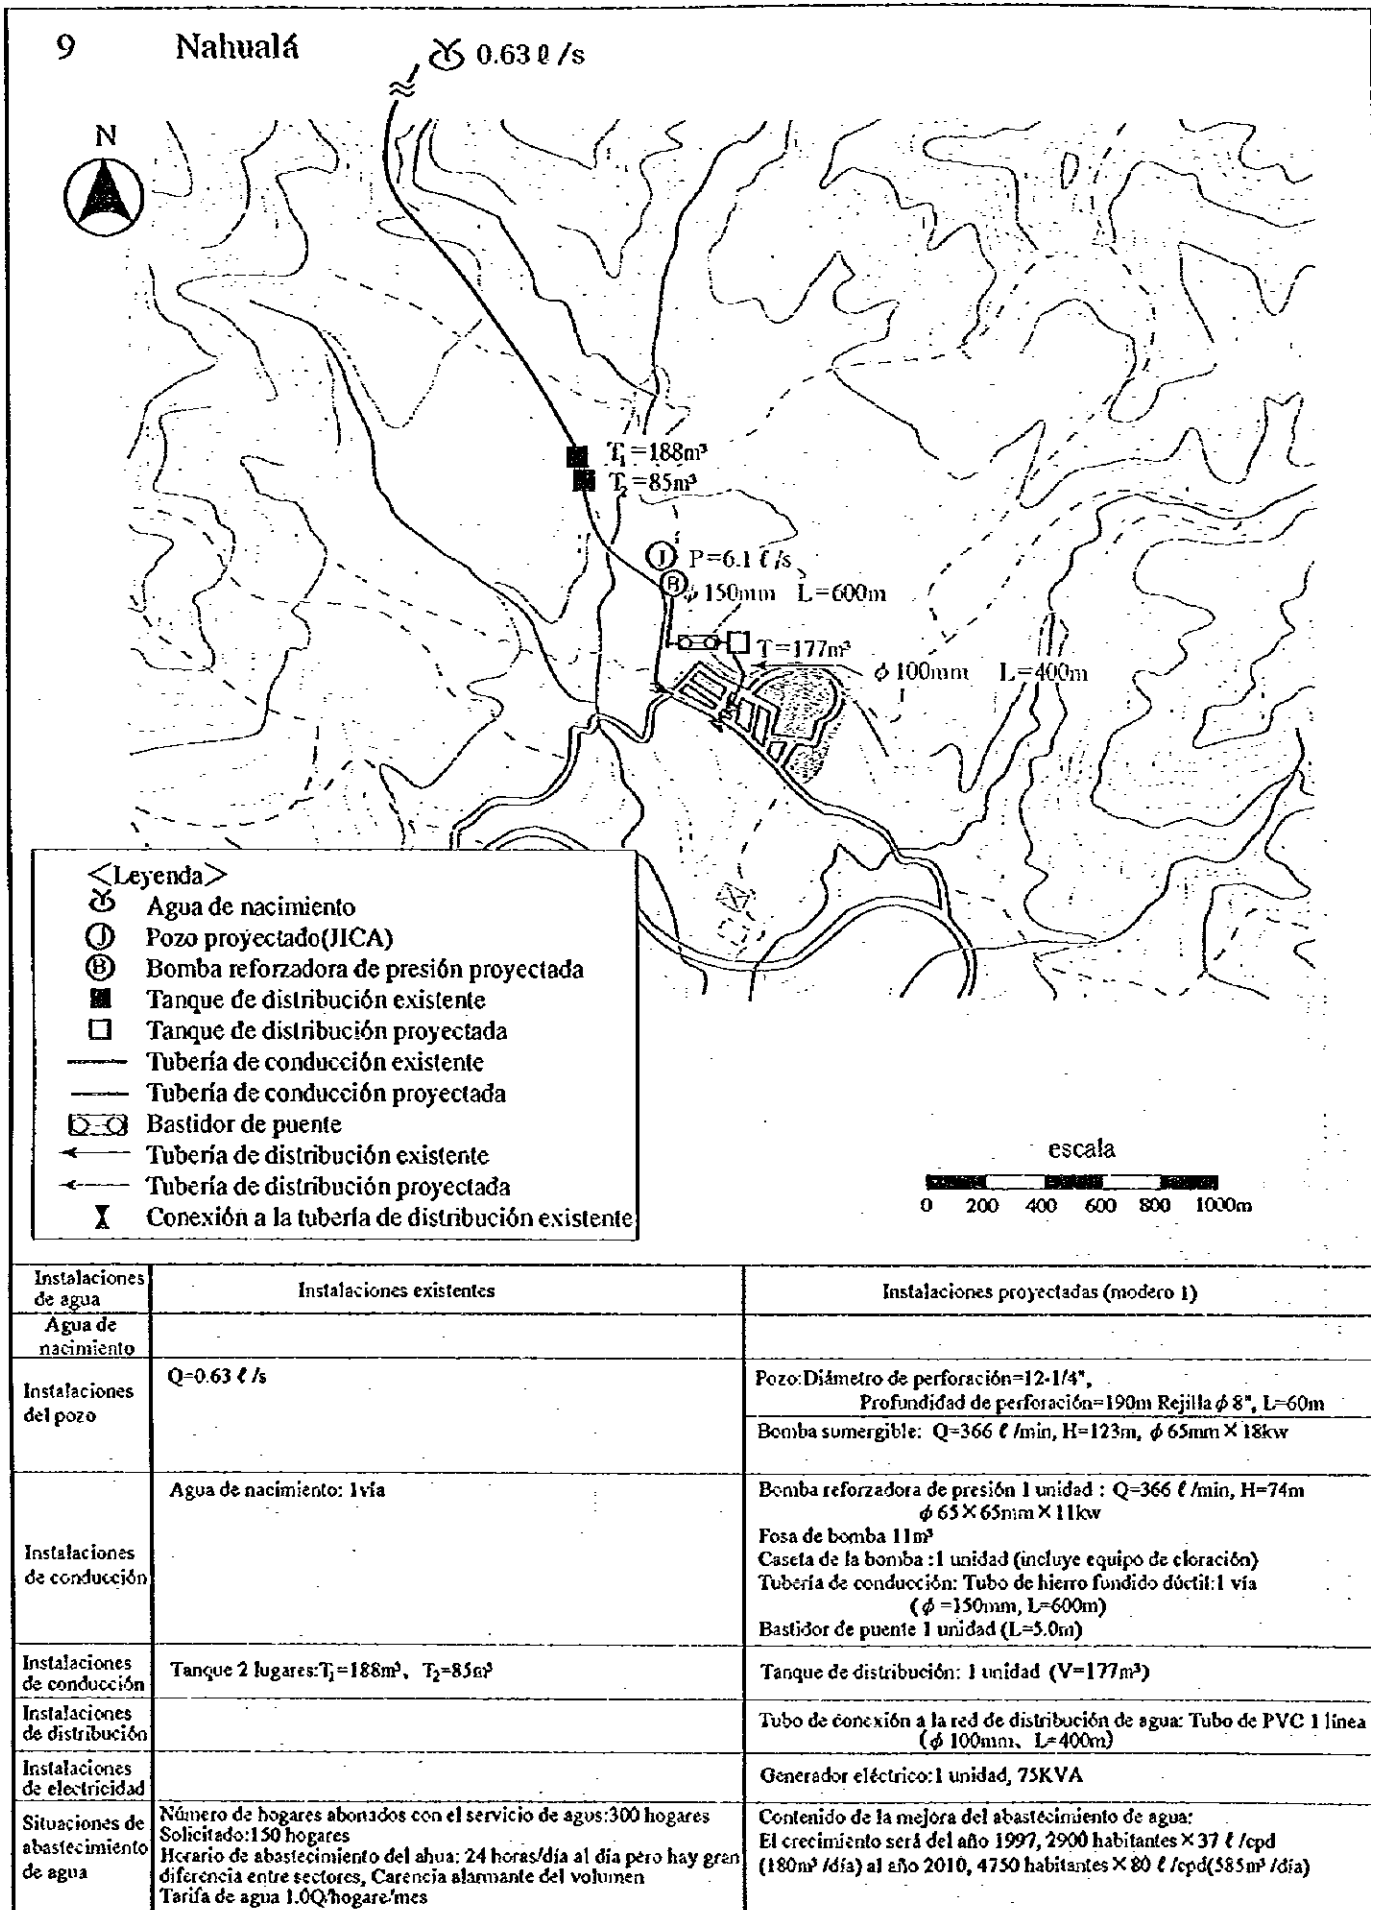 9 Nahualá
0.63 ℓ/s
N
T₁=188m³
T₂=85m³
J P=6.1 ℓ/s
B φ 150mm L=600m
T=177m³
φ 100mm L=400m
<Leyenda>
Agua de nacimiento
J Pozo proyectado(JICA)
B Bomba reforzadora de presión proyectada
Tanque de distribución existente
Tanque de distribución proyectada
Tubería de conducción existente
Tubería de conducción proyectada
Bastidor de puente
Tubería de distribución existente
Tubería de distribución proyectada
Conexión a la tubería de distribución existente
escala
0 200 400 600 800 1000m
Instalaciones de agua
Instalaciones existentes
Instalaciones proyectadas (modero 1)
Agua de nacimiento
Instalaciones del pozo
Q=0.63 ℓ/s
Pozo:Diámetro de perforación=12-1/4",
Profundidad de perforación=190m Rejilla φ 8", L=60m
Bomba sumergible: Q=366 ℓ/min, H=123m, φ 65mm × 18kw
Instalaciones de conducción
Agua de nacimiento: 1vía
Bomba reforzadora de presión 1 unidad : Q=366 ℓ/min, H=74m
φ 65×65mm×11kw
Fosa de bomba 11m³
Caseta de la bomba :1 unidad (incluye equipo de cloración)
Tubería de conducción: Tubo de hierro fundido dúctil:1 vía
(φ =150mm, L=600m)
Bastidor de puente 1 unidad (L=5.0m)
Instalaciones de conducción
Tanque 2 lugares:T₁=188m³, T₂=85m³
Tanque de distribución: 1 unidad (V=177m³)
Instalaciones de distribución
Tubo de conexión a la red de distribución de agua: Tubo de PVC 1 línea
(φ 100mm, L=400m)
Instalaciones de electricidad
Generador eléctrico:1 unidad, 75KVA
Situaciones de abastecimiento de agua
Número de hogares abonados con el servicio de agus:300 hogares
Solicitado:150 hogares
Horario de abastecimiento del ahua: 24 horas/día al día pero hay gran
diferencia entre sectores, Carencia alarmante del volumen
Tarifa de agua 1.0Q/hogare/mes
Contenido de la mejora del abastecimiento de agua:
El crecimiento será del año 1997, 2900 habitantes × 37 ℓ/cpd
(180m³/día) al año 2010, 4750 habitantes × 80 ℓ/cpd(585m³/día)